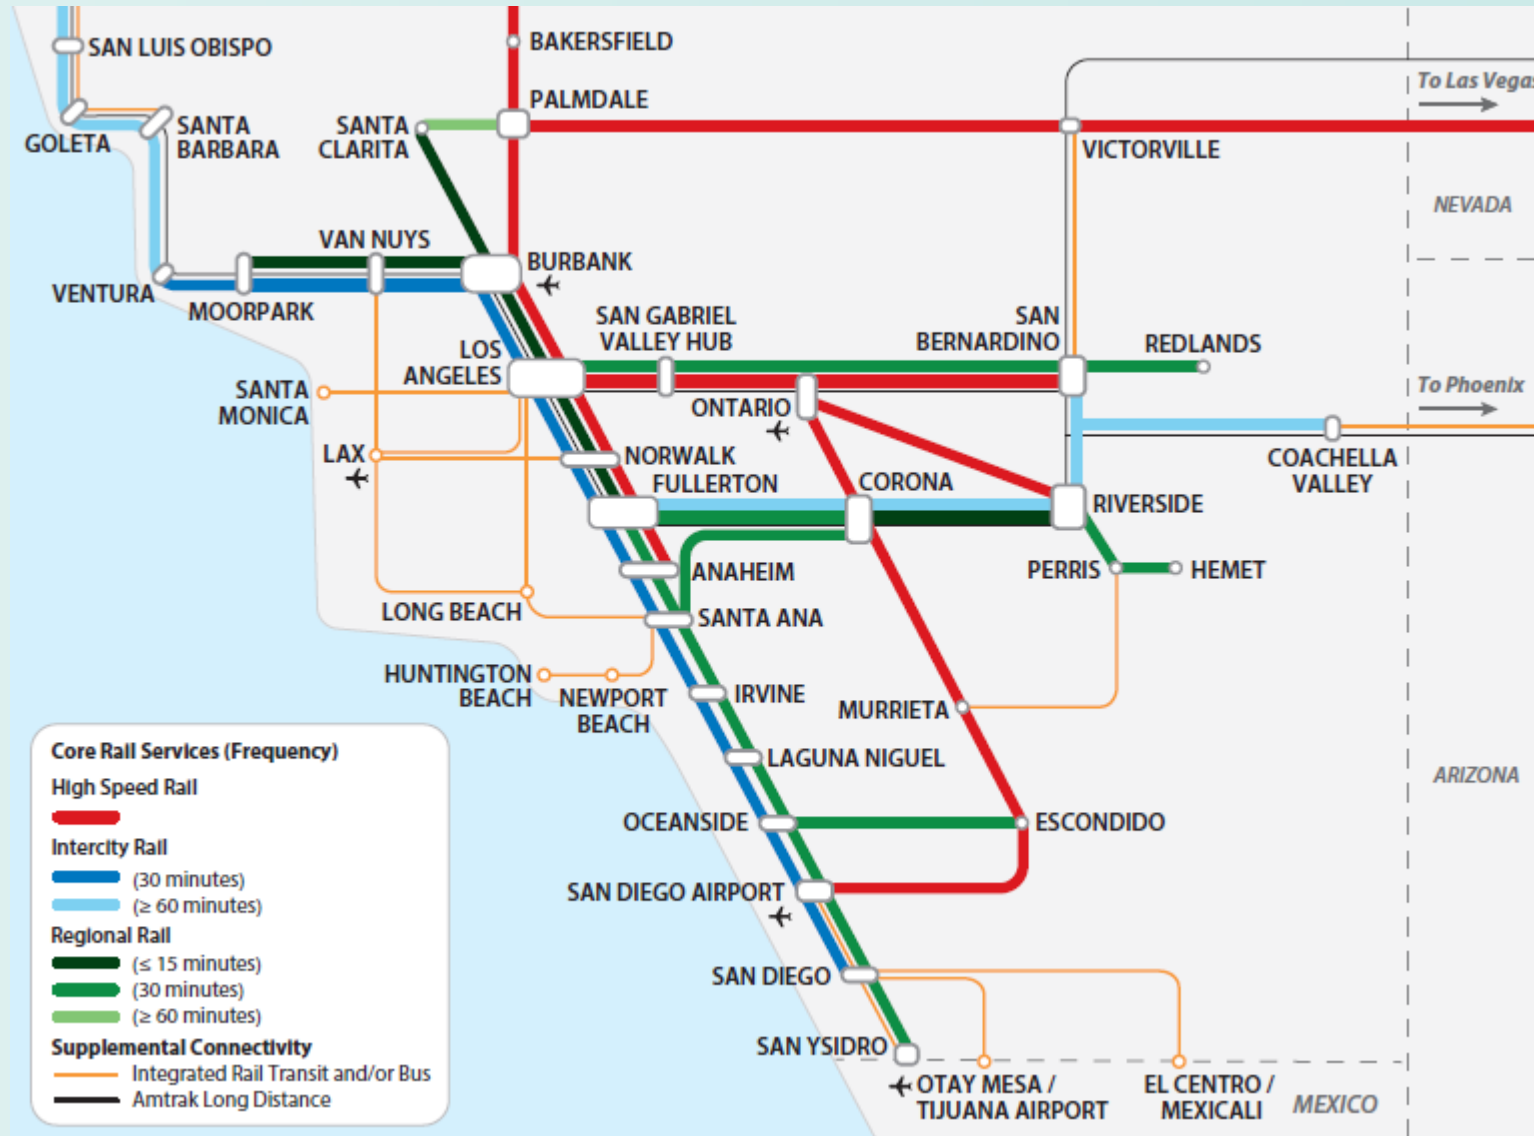 SAN LUIS OBISPO
BAKERSFIELD
To Las Vegas
PALMDALE
GOLETA
SANTA
BARBARA
SANTA
CLARITA
VICTORVILLE
NEVADA
VAN NUYS
BURBANK
VENTURA
MOORPARK
SAN GABRIEL
VALLEY HUB
SAN
BERNARDINO
REDLANDS
LOS
ANGELES
To Phoenix
SANTA
MONICA
ONTARIO
LAX
NORWALK
COACHELLA
VALLEY
FULLERTON
CORONA
RIVERSIDE
ANAHEIM
PERRIS
HEMET
LONG BEACH
SANTA ANA
HUNTINGTON
BEACH
NEWPORT
BEACH
IRVINE
MURRIETA
LAGUNA NIGUEL
ARIZONA
OCEANSIDE
ESCONDIDO
SAN DIEGO AIRPORT
SAN DIEGO
SAN YSIDRO
OTAY MESA /
TIJUANA AIRPORT
EL CENTRO /
MEXICALI
MEXICO
Core Rail Services (Frequency)
High Speed Rail
Intercity Rail
(30 minutes)
(≥ 60 minutes)
Regional Rail
(≤ 15 minutes)
(30 minutes)
(≥ 60 minutes)
Supplemental Connectivity
Integrated Rail Transit and/or Bus
Amtrak Long Distance